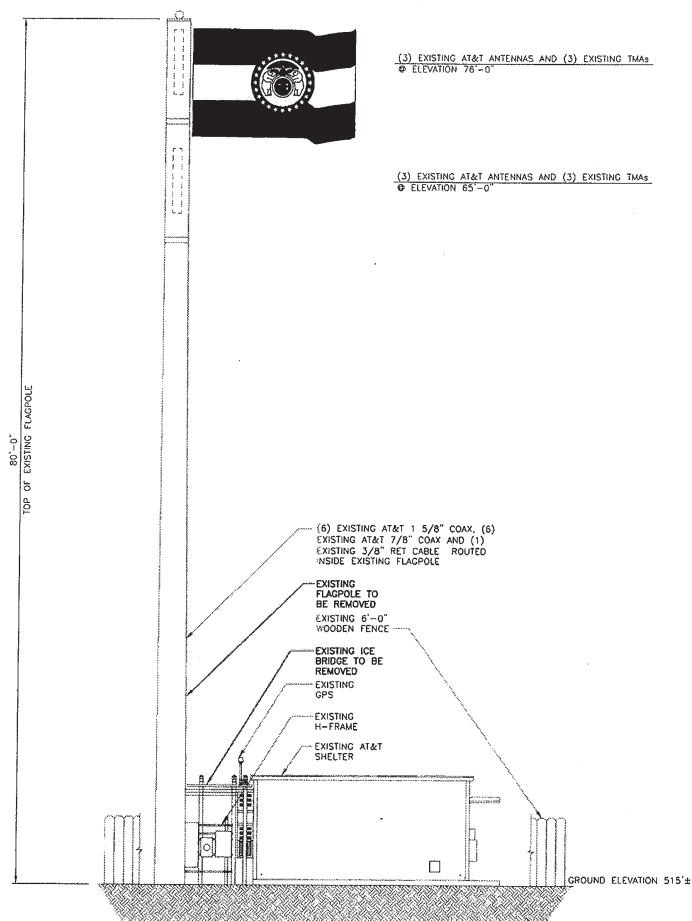 (3) EXISTING AT&T ANTENNAS AND (3) EXISTING TMAs
@ ELEVATION 76'-0"
(3) EXISTING AT&T ANTENNAS AND (3) EXISTING TMAs
@ ELEVATION 65'-0"
80'-0"
TOP OF EXISTING FLAGPOLE
(6) EXISTING AT&T 1 5/8" COAX, (6)
EXISTING AT&T 7/8" COAX AND (1)
EXISTING 3/8" RET CABLE ROUTED
INSIDE EXISTING FLAGPOLE
EXISTING
FLAGPOLE TO
BE REMOVED
EXISTING 6'-0"
WOODEN FENCE
EXISTING ICE
BRIDGE TO BE
REMOVED
EXISTING
GPS
EXISTING
H-FRAME
EXISTING AT&T
SHELTER
GROUND ELEVATION 515'±